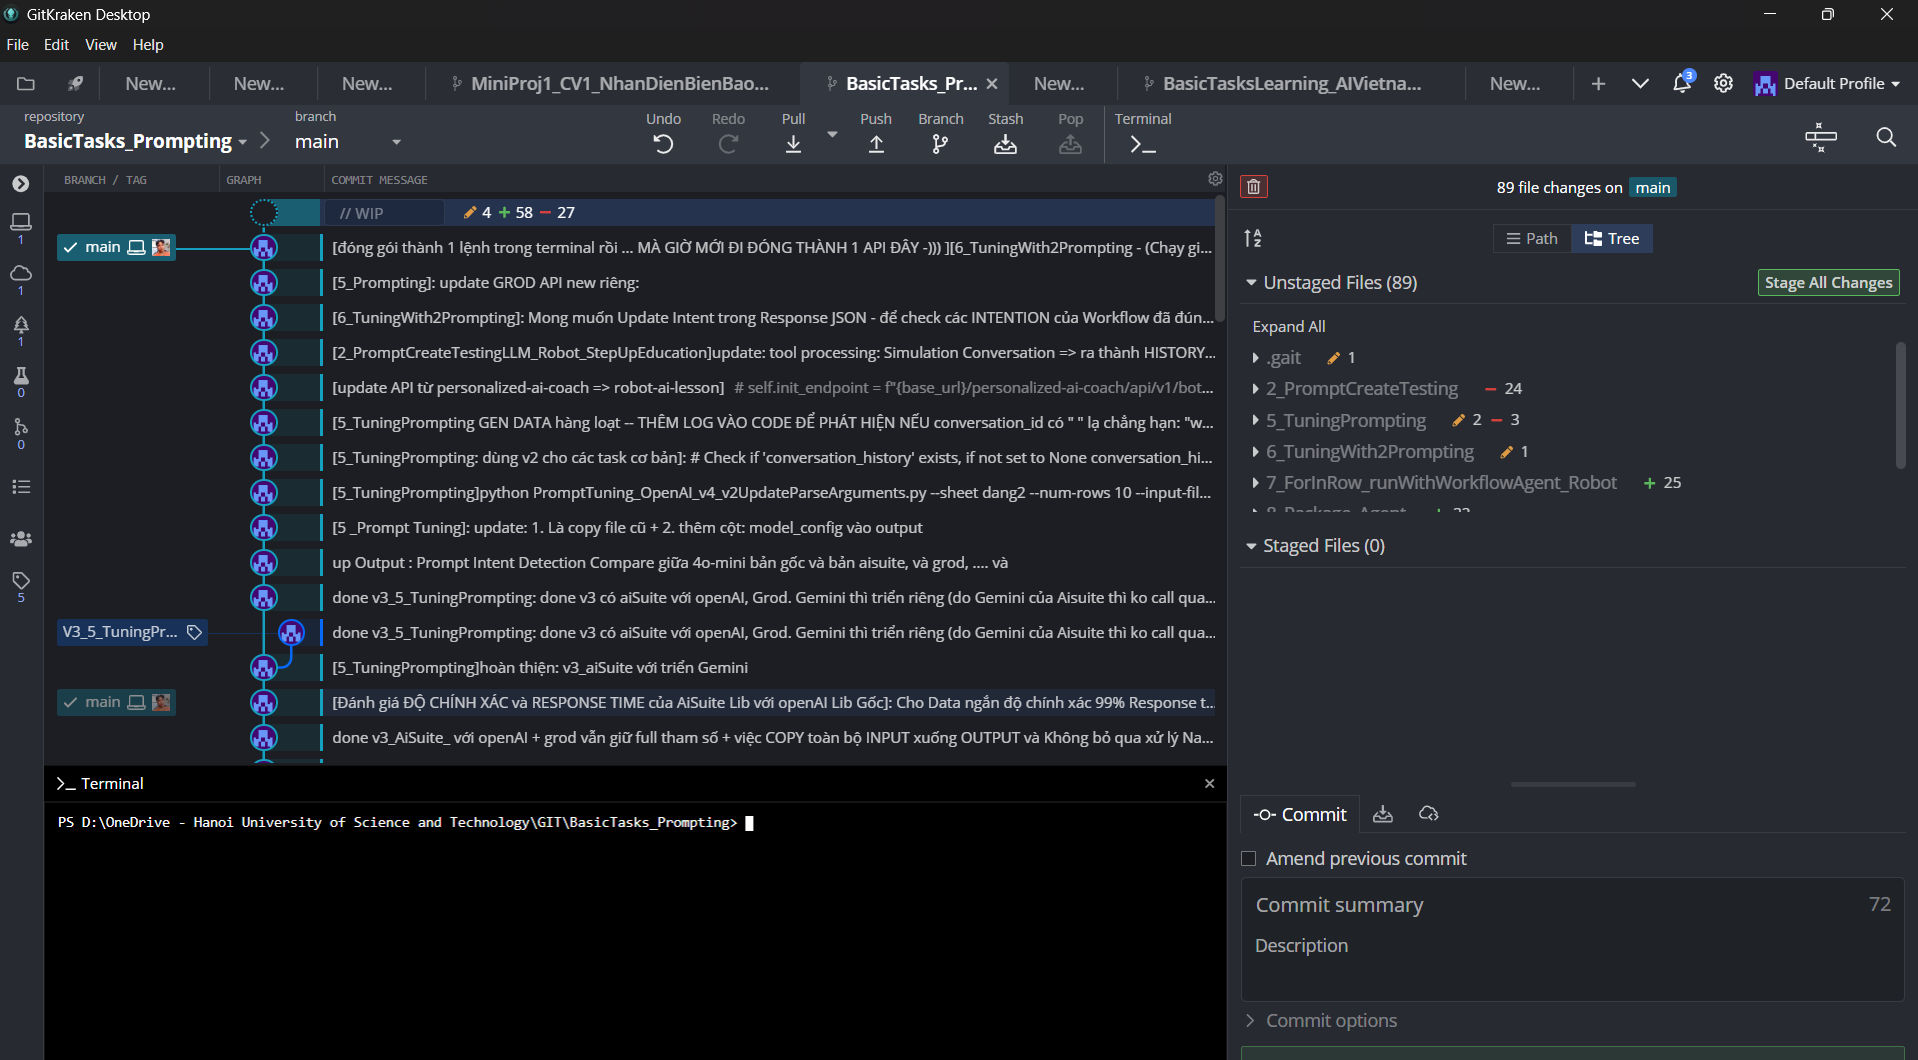 GitKraken Desktop
File Edit View Help
New... New... New... MiniProj1_CV1_NhanDienBienBao... BasicTasks_Pr... New... BasicTasksLearning_AIVietna... New... 3 Default Profile
repository branch
BasicTasks_Prompting main
Undo Redo Pull Push Branch Stash Pop Terminal
BRANCH / TAG GRAPH COMMIT MESSAGE
// WIP 4 58 27
main [đóng gói thành 1 lệnh trong terminal rồi ... MÀ GIỜ MỚI ĐI ĐÓNG THÀNH 1 API ĐÂY -))) ][6_TuningWith2Prompting - (Chạy gi...
[5_Prompting]: update GROD API new riêng:
[6_TuningWith2Prompting]: Mong muốn Update Intent trong Response JSON - để check các INTENTION của Workflow đã đún...
[2_PromptCreateTestingLLM_Robot_StepUpEducation]update: tool processing: Simulation Conversation => ra thành HISTORY...
[update API từ personalized-ai-coach => robot-ai-lesson] # self.init_endpoint = f"{base_url}/personalized-ai-coach/api/v1/bot...
[5_TuningPrompting GEN DATA hàng loạt -- THÊM LOG VÀO CODE ĐỂ PHÁT HIỆN NẾU conversation_id có " " lạ chẳng hạn: "w...
[5_TuningPrompting: dùng v2 cho các task cơ bản]: # Check if 'conversation_history' exists, if not set to None conversation_hi...
[5_TuningPrompting]python PromptTuning_OpenAI_v4_v2UpdateParseArguments.py --sheet dang2 --num-rows 10 --input-fil...
[5 _Prompt Tuning]: update: 1. Là copy file cũ + 2. thêm cột: model_config vào output
up Output : Prompt Intent Detection Compare giữa 4o-mini bản gốc và bản aisuite, và grod, .... và
done v3_5_TuningPrompting: done v3 có aiSuite với openAI, Grod. Gemini thì triển riêng (do Gemini của Aisuite thì ko call qua...
V3_5_TuningPr... done v3_5_TuningPrompting: done v3 có aiSuite với openAI, Grod. Gemini thì triển riêng (do Gemini của Aisuite thì ko call qua...
[5_TuningPrompting]hoàn thiện: v3_aiSuite với triển Gemini
main [Đánh giá ĐỘ CHÍNH XÁC và RESPONSE TIME của AiSuite Lib với openAI Lib Gốc]: Cho Data ngắn độ chính xác 99% Response t...
done v3_AiSuite_ với openAI + grod vẫn giữ full tham số + việc COPY toàn bộ INPUT xuống OUTPUT và Không bỏ qua xử lý Na...
1
1
1
0
0
5
Terminal
PS D:\OneDrive - Hanoi University of Science and Technology\GIT\BasicTasks_Prompting>
89 file changes on main
Path Tree
Unstaged Files (89) Stage All Changes
Expand All
.gait 1
2_PromptCreateTesting 24
5_TuningPrompting 2 3
6_TuningWith2Prompting 1
7_ForInRow_runWithWorkflowAgent_Robot 25
Staged Files (0)
Commit
Amend previous commit
Commit summary 72
Description
Commit options